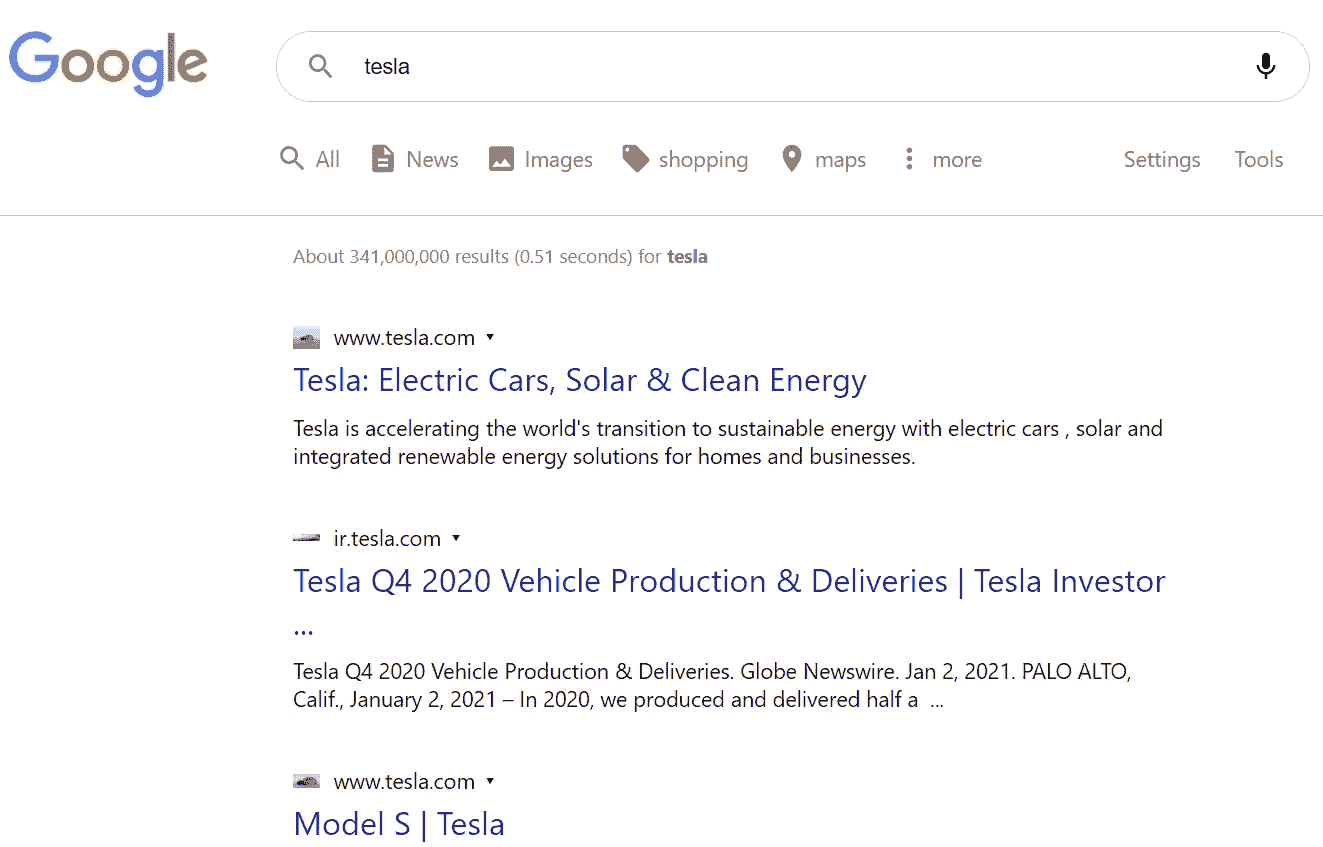 Google
tesla
All News Images shopping maps more Settings Tools
About 341,000,000 results (0.51 seconds) for tesla
www.tesla.com
Tesla: Electric Cars, Solar & Clean Energy
Tesla is accelerating the world's transition to sustainable energy with electric cars , solar and
integrated renewable energy solutions for homes and businesses.
ir.tesla.com
Tesla Q4 2020 Vehicle Production & Deliveries | Tesla Investor
...
Tesla Q4 2020 Vehicle Production & Deliveries. Globe Newswire. Jan 2, 2021. PALO ALTO,
Calif., January 2, 2021 – In 2020, we produced and delivered half a ...
www.tesla.com
Model S | Tesla